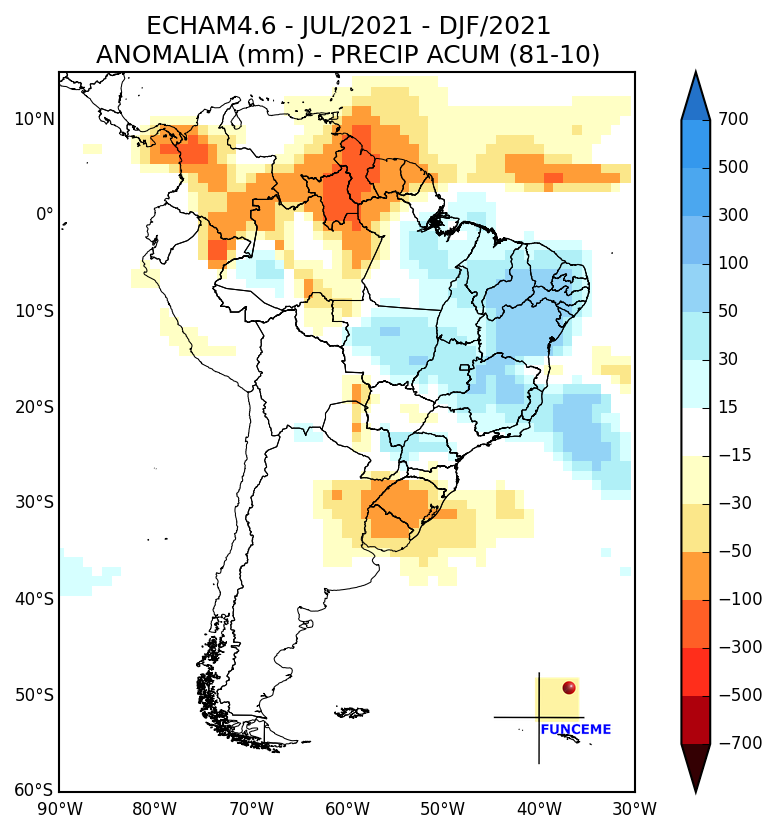 ECHAM4.6 - JUL/2021 - DJF/2021
ANOMALIA (mm) - PRECIP ACUM (81-10)
10°N
0°
10°S
20°S
30°S
40°S
50°S
60°S
90°W 80°W 70°W 60°W 50°W 40°W 30°W
700
500
300
100
50
30
15
−15
−30
−50
−100
−300
−500
−700
FUNCEME